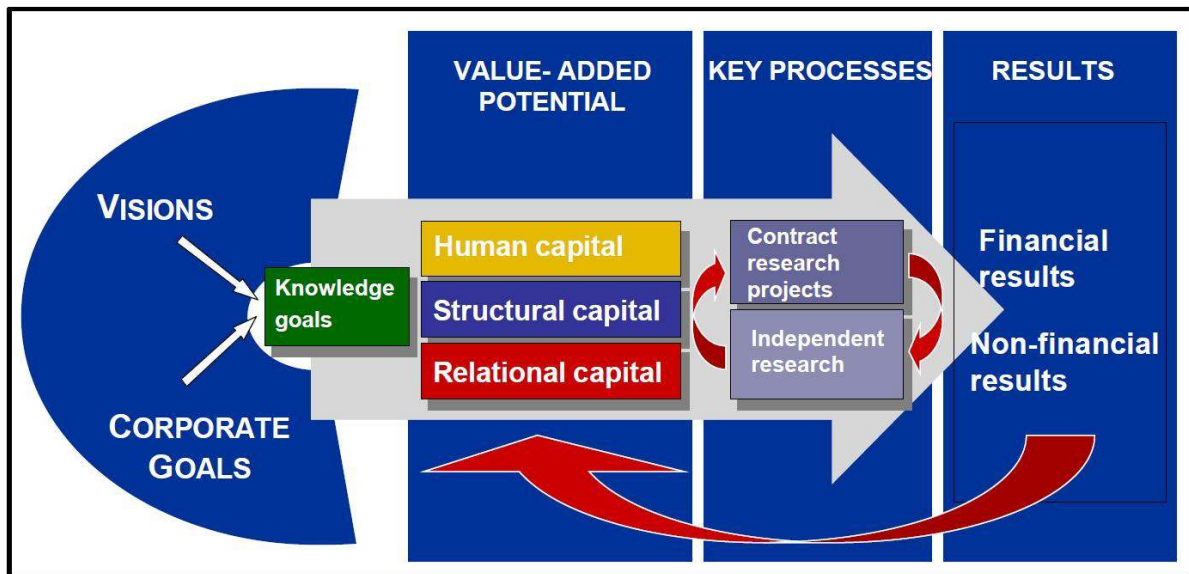 VISIONS
CORPORATE
GOALS
Knowledge
goals
VALUE- ADDED
POTENTIAL
Human capital
Structural capital
Relational capital
KEY PROCESSES
Contract
research
projects
Independent
research
RESULTS
Financial
results
Non-financial
results